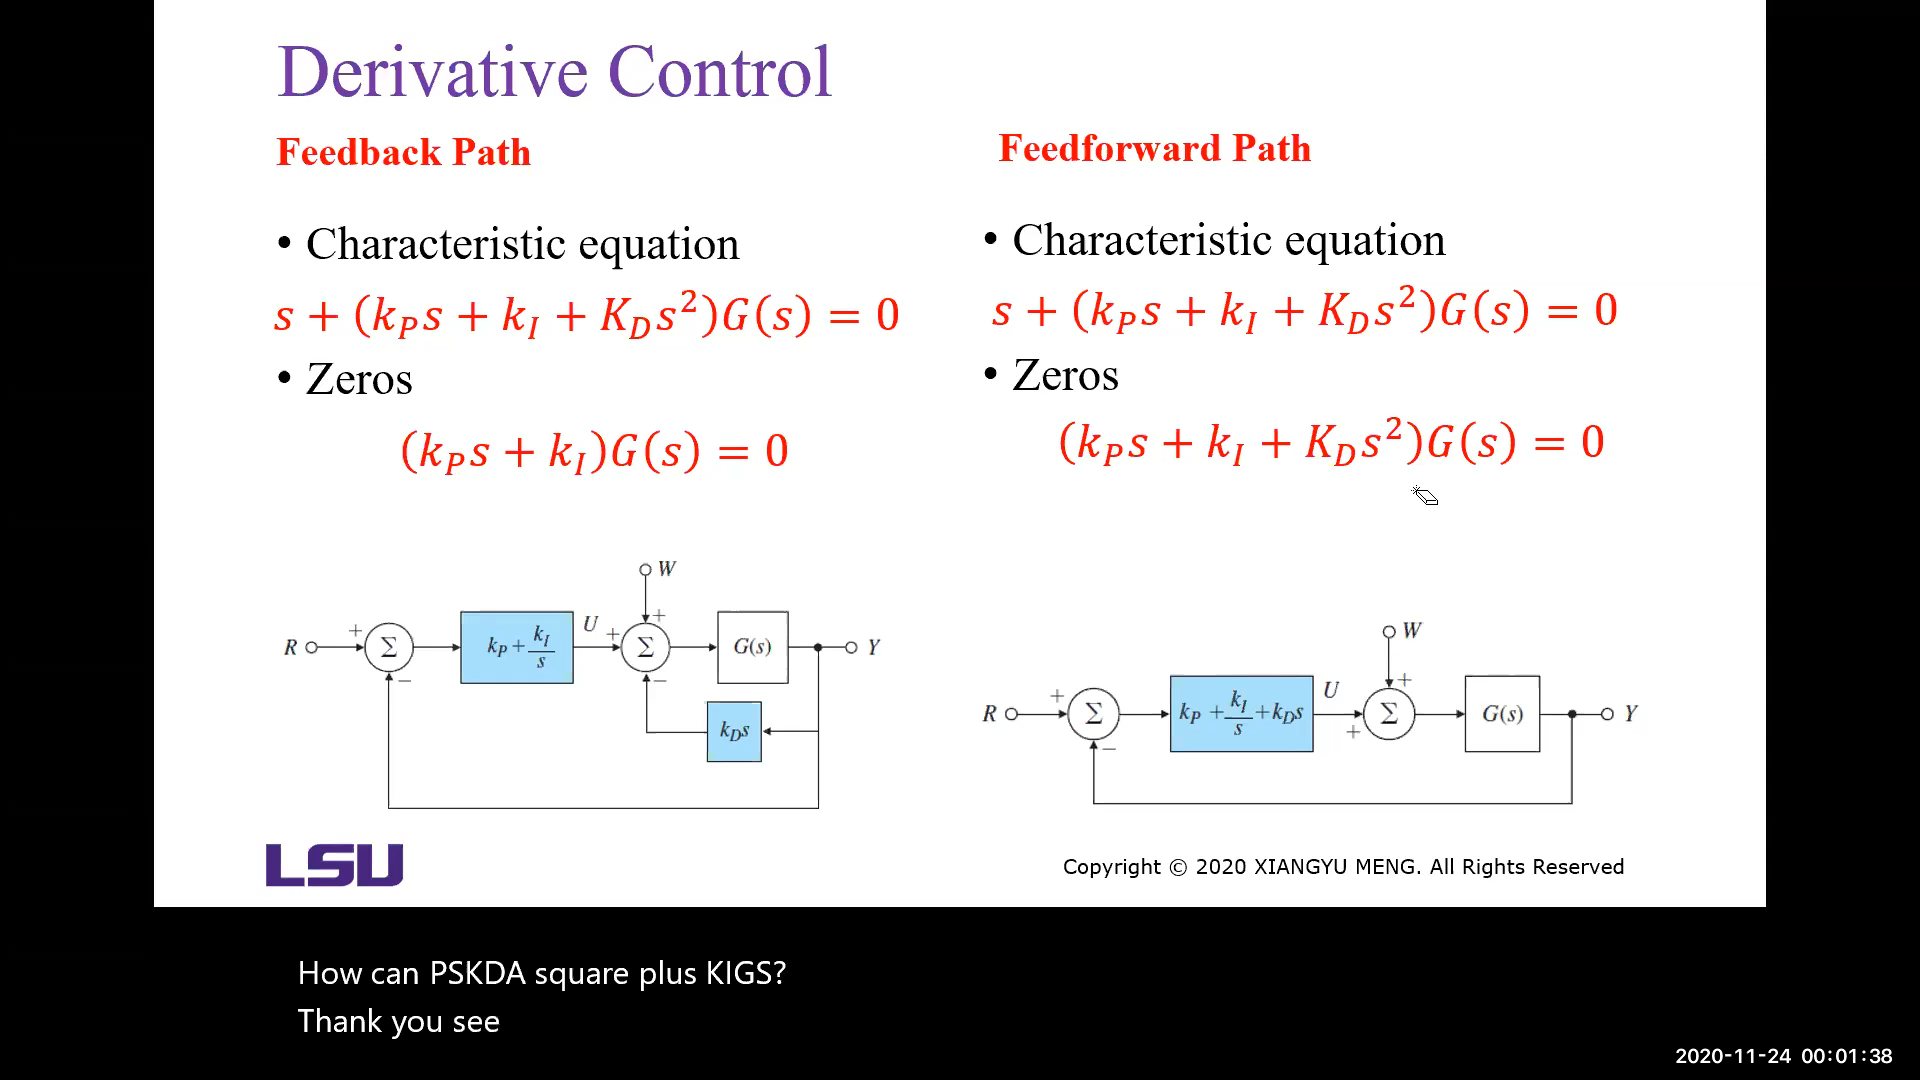 Derivative Control
Feedback Path
• Characteristic equation
s + (k_P s + k_I + K_D s²)G(s) = 0
• Zeros
(k_P s + k_I)G(s) = 0
Feedforward Path
• Characteristic equation
s + (k_P s + k_I + K_D s²)G(s) = 0
• Zeros
(k_P s + k_I + K_D s²)G(s) = 0
W
+
R + Σ − k_P + k_I/s U + Σ − G(s) Y
k_D s
W
+
R + Σ − k_P + k_I/s + k_D s U + Σ G(s) Y
LSU
Copyright © 2020 XIANGYU MENG. All Rights Reserved
How can PSKDA square plus KIGS?
Thank you see
2020-11-24 00:01:38